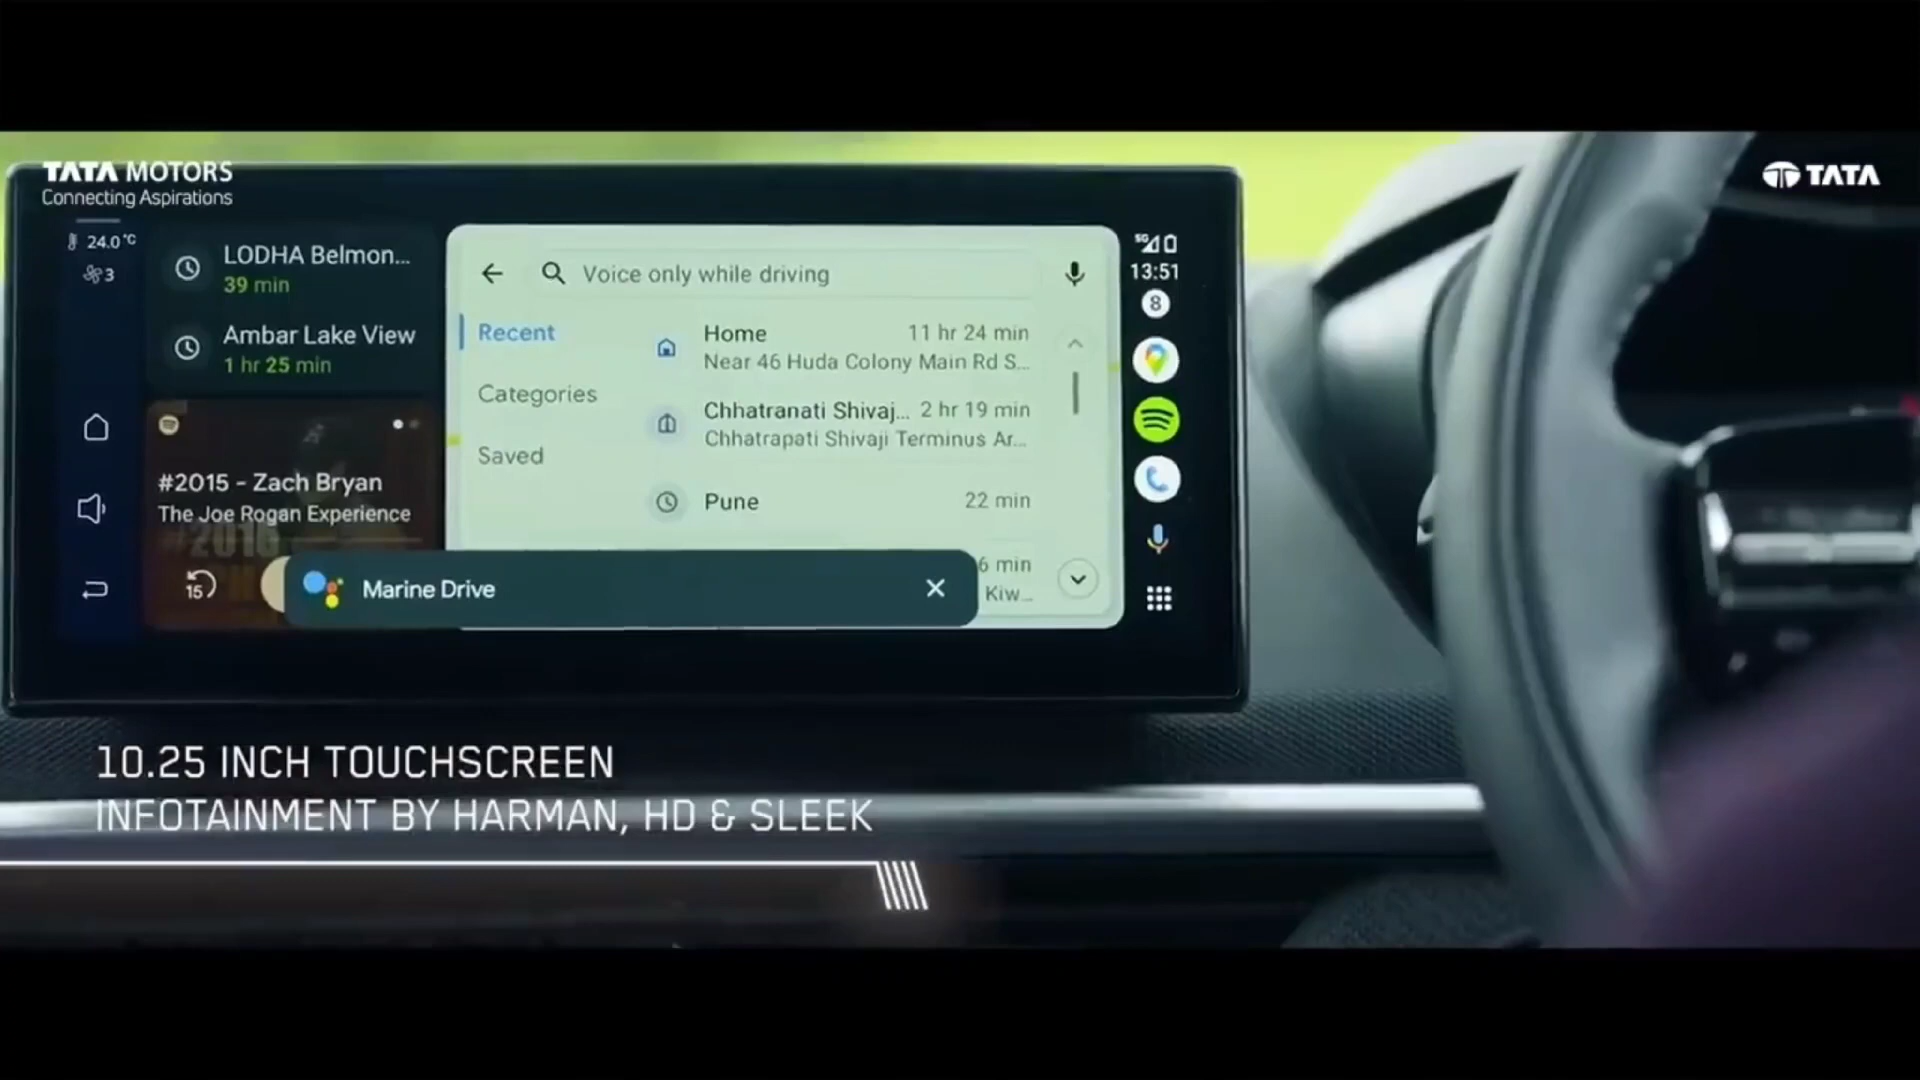 TATA MOTORS
Connecting Aspirations
TATA
24.0°C
3
LODHA Belmon...
39 min
Ambar Lake View
1 hr 25 min
#2015 - Zach Bryan
The Joe Rogan Experience
15
Voice only while driving
Recent
Categories
Saved
Home 11 hr 24 min
Near 46 Huda Colony Main Rd S...
Chhatranati Shivaj... 2 hr 19 min
Chhatrapati Shivaji Terminus Ar...
Pune 22 min
6 min
Kiw...
Marine Drive
5G
13:51
8
10.25 INCH TOUCHSCREEN
INFOTAINMENT BY HARMAN, HD & SLEEK